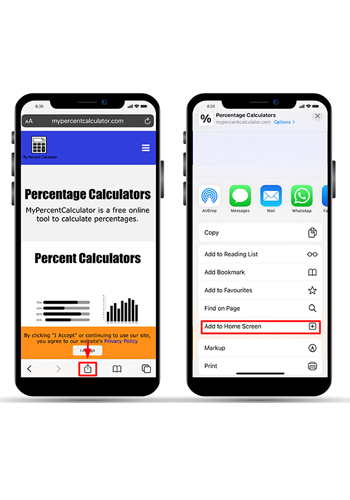 8:36
AA mypercentcalculator.com
My Percent Calculator
Percentage Calculators
MyPercentCalculator is a free online
tool to calculate percentages.
Percent Calculators
By clicking "I Accept" or continuing to use our site,
you agree to our website's Privacy Policy
8:36
% Percentage Calculators
mypercentcalculator.com Options >
AirDrop Messages Mail WhatsApp
Copy
Add to Reading List
Add Bookmark
Add to Favourites
Find on Page
Add to Home Screen
Markup
Print